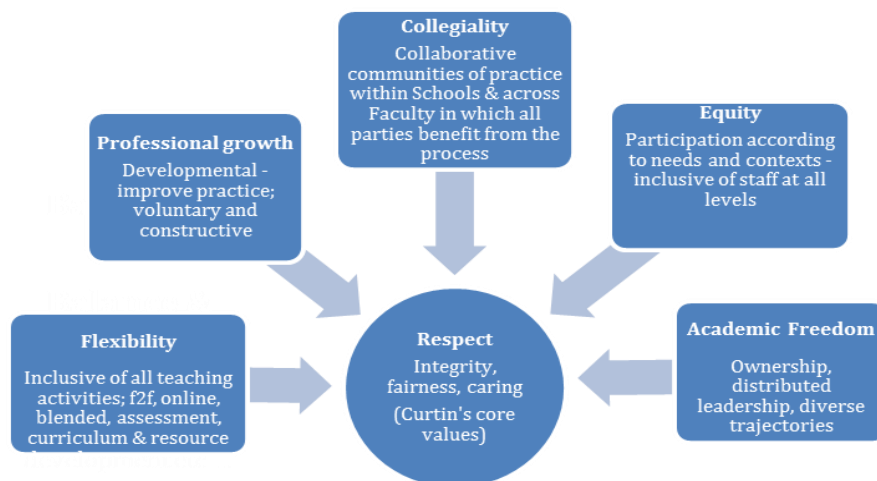 Collegiality
Collaborative
communities of practice
within Schools & across
Faculty in which all
parties benefit from the
process
Professional growth
Developmental -
improve practice;
voluntary and
constructive
Equity
Participation according
to needs and contexts -
inclusive of staff at all
levels
Flexibility
Inclusive of all teaching
activities; f2f, online,
blended, assessment,
curriculum & resource
Respect
Integrity,
fairness, caring
(Curtin's core
values)
Academic Freedom
Ownership,
distributed
leadership, diverse
trajectories